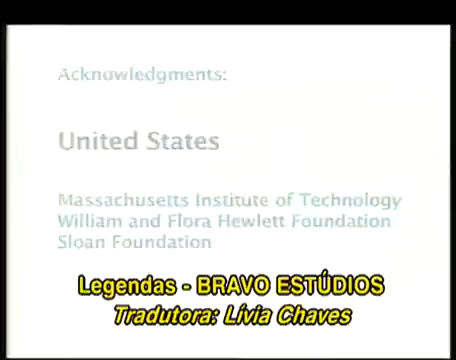 Acknowledgments:
United States
Massachusetts Institute of Technology
William and Flora Hewlett Foundation
Sloan Foundation
Legendas - BRAVO ESTÚDIOS
Tradutora: Lívia Chaves